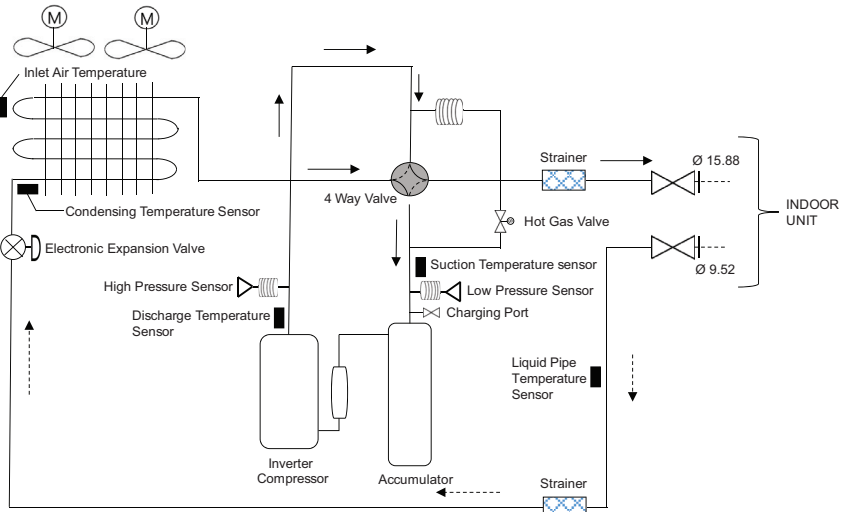 M
M
Inlet Air Temperature
Strainer
Ø 15.88
4 Way Valve
INDOOR
UNIT
Condensing Temperature Sensor
Hot Gas Valve
Electronic Expansion Valve
Suction Temperature sensor
Ø 9.52
High Pressure Sensor
Low Pressure Sensor
Discharge Temperature
Sensor
Charging Port
Liquid Pipe
Temperature
Sensor
Inverter
Compressor
Accumulator
Strainer